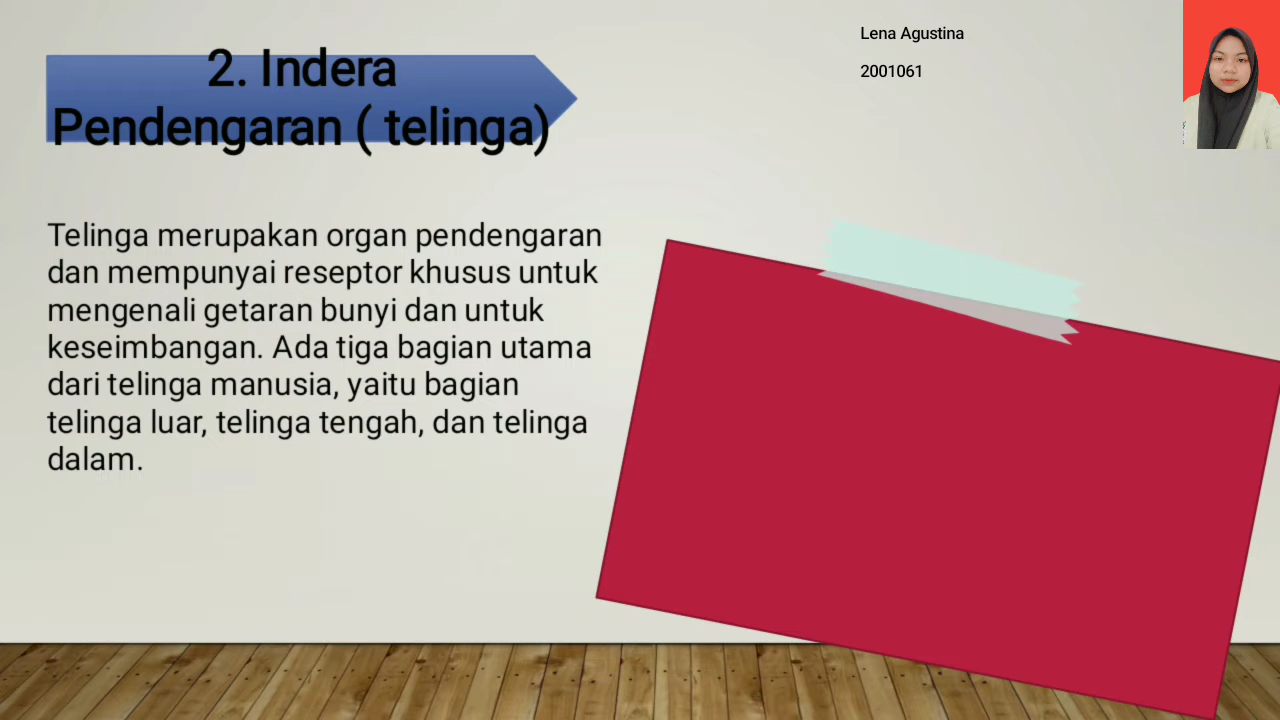 2. Indera
Pendengaran ( telinga)
Lena Agustina
2001061
Telinga merupakan organ pendengaran
dan mempunyai reseptor khusus untuk
mengenali getaran bunyi dan untuk
keseimbangan. Ada tiga bagian utama
dari telinga manusia, yaitu bagian
telinga luar, telinga tengah, dan telinga
dalam.